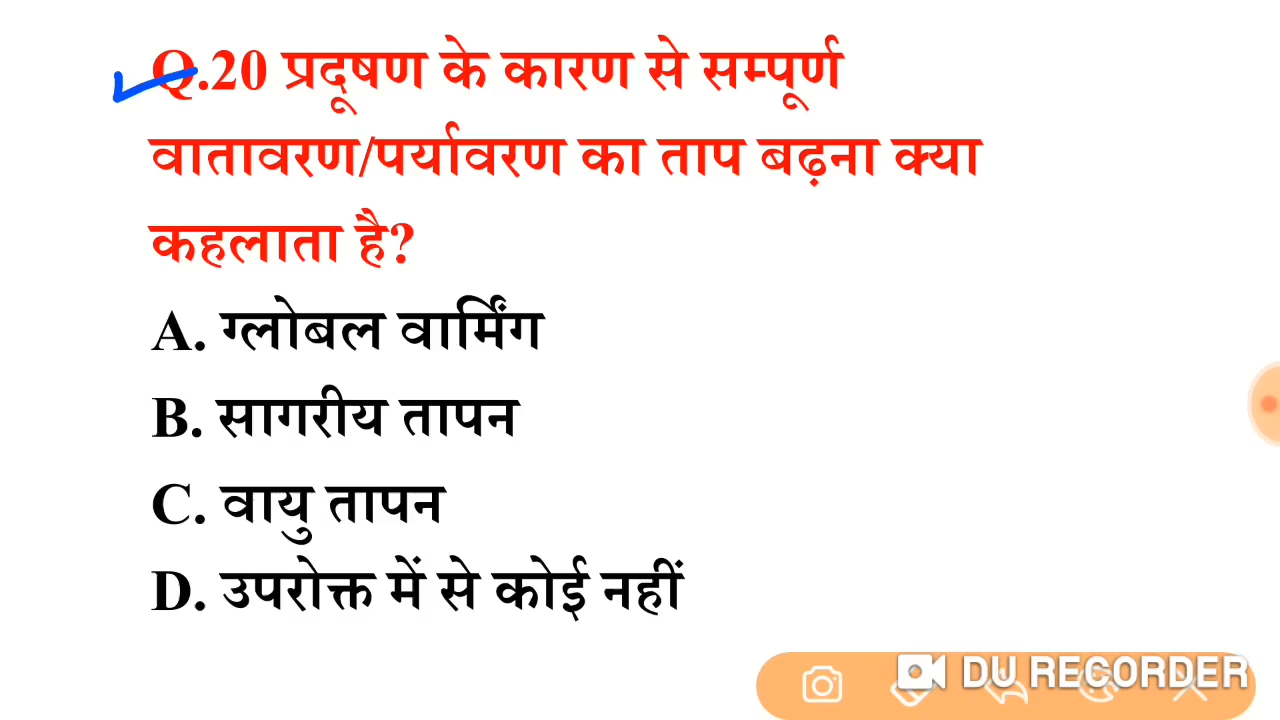 Q.20 प्रदूषण के कारण से सम्पूर्ण
वातावरण/पर्यावरण का ताप बढ़ना क्या
कहलाता है?
A. ग्लोबल वार्मिंग
B. सागरीय तापन
C. वायु तापन
D. उपरोक्त में से कोई नहीं
DU RECORDER